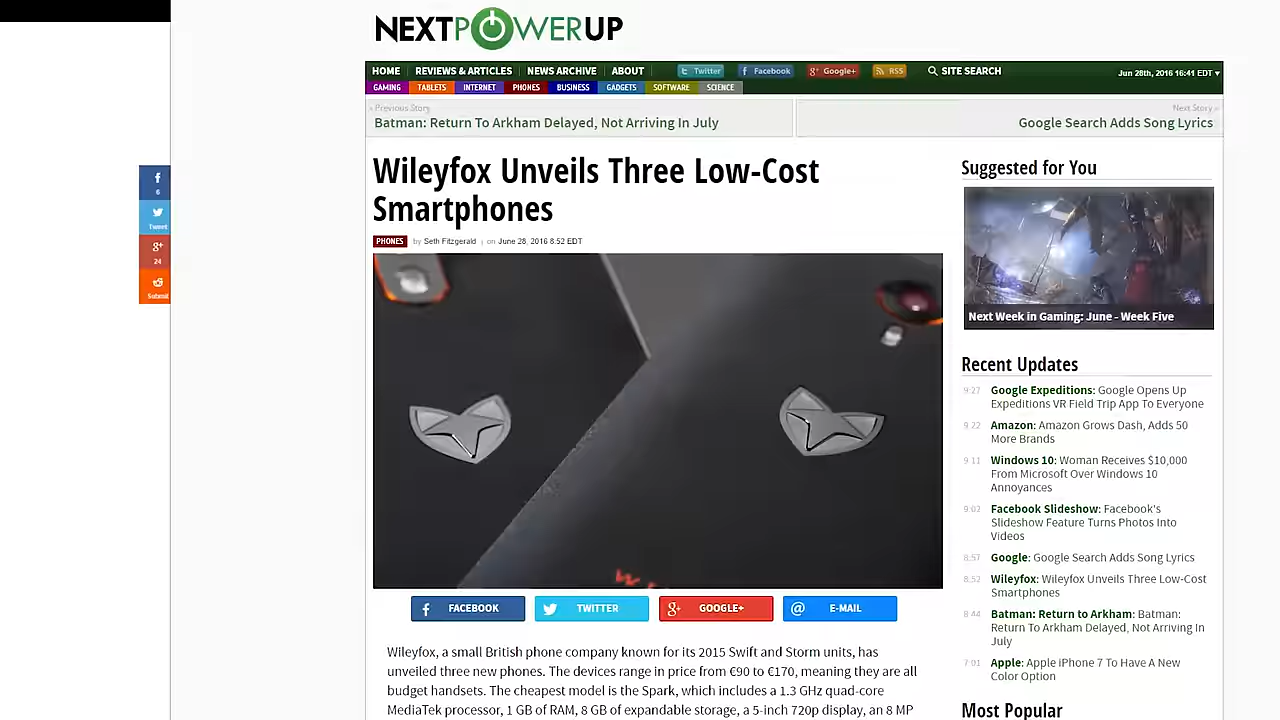 NEXTPOWERUP
HOME REVIEWS & ARTICLES NEWS ARCHIVE ABOUT Twitter Facebook Google+ RSS SITE SEARCH Jun 28th, 2016 16:41 EDT ▾
GAMING TABLETS INTERNET PHONES BUSINESS GADGETS SOFTWARE SCIENCE
« Previous Story
Batman: Return To Arkham Delayed, Not Arriving In July
Next Story »
Google Search Adds Song Lyrics
6
Tweet
24
Submit
Wileyfox Unveils Three Low-Cost
Smartphones
PHONES by Seth Fitzgerald | on June 28, 2016 8:52 EDT
FACEBOOK TWITTER GOOGLE+ E-MAIL
Wileyfox, a small British phone company known for its 2015 Swift and Storm units, has
unveiled three new phones. The devices range in price from €90 to €170, meaning they are all
budget handsets. The cheapest model is the Spark, which includes a 1.3 GHz quad-core
MediaTek processor, 1 GB of RAM, 8 GB of expandable storage, a 5-inch 720p display, an 8 MP
Suggested for You
Next Week in Gaming: June - Week Five
Recent Updates
9:27 Google Expeditions: Google Opens Up
Expeditions VR Field Trip App To Everyone
9:22 Amazon: Amazon Grows Dash, Adds 50
More Brands
9:11 Windows 10: Woman Receives $10,000
From Microsoft Over Windows 10
Annoyances
9:02 Facebook Slideshow: Facebook's
Slideshow Feature Turns Photos Into
Videos
8:57 Google: Google Search Adds Song Lyrics
8:52 Wileyfox: Wileyfox Unveils Three Low-Cost
Smartphones
8:44 Batman: Return to Arkham: Batman:
Return To Arkham Delayed, Not Arriving In
July
7:01 Apple: Apple iPhone 7 To Have A New
Color Option
Most Popular